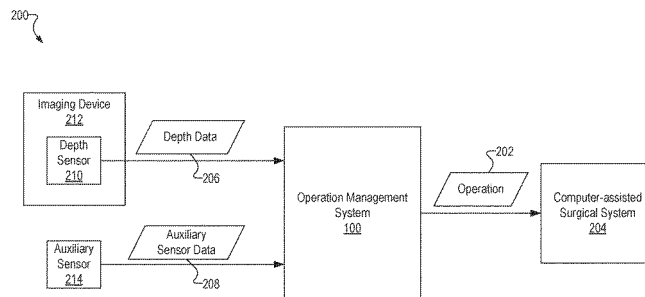 200
Imaging Device
212
Depth
Sensor
210
Depth Data
206
Auxiliary
Sensor
214
Auxiliary
Sensor Data
208
Operation Management
System
100
202
Operation
Computer-assisted
Surgical System
204